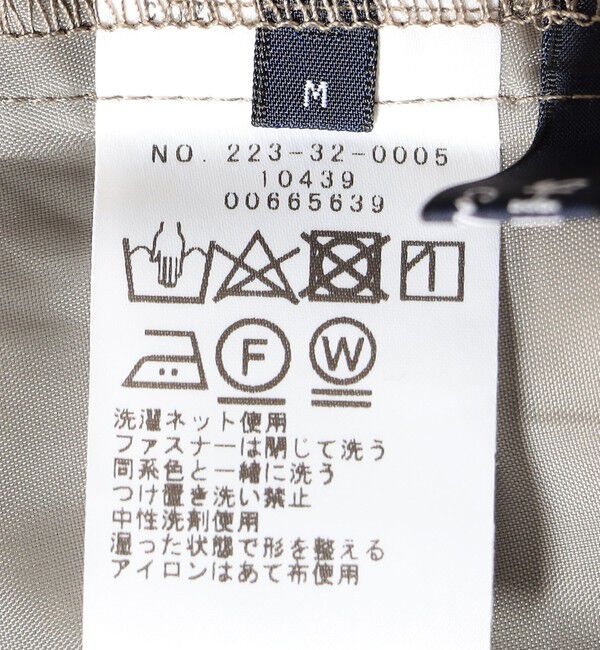 M
NO. 223-32-0005
10439
00665639
F
W
洗濯ネット使用
ファスナーは閉じて洗う
同系色と一緒に洗う
つけ置き洗い禁止
中性洗剤使用
湿った状態で形を整える
アイロンはあて布使用